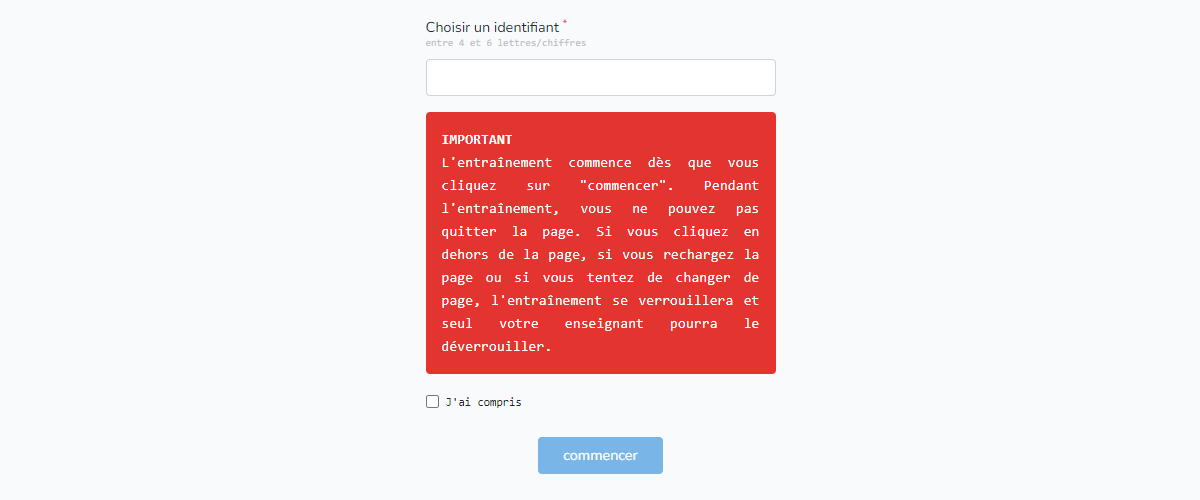 Choisir un identifiant *
entre 4 et 6 lettres/chiffres
IMPORTANT
L'entraînement commence dès que vous
cliquez sur "commencer". Pendant
l'entraînement, vous ne pouvez pas
quitter la page. Si vous cliquez en
dehors de la page, si vous rechargez la
page ou si vous tentez de changer de
page, l'entraînement se verrouillera et
seul votre enseignant pourra le
déverrouiller.
J'ai compris
commencer